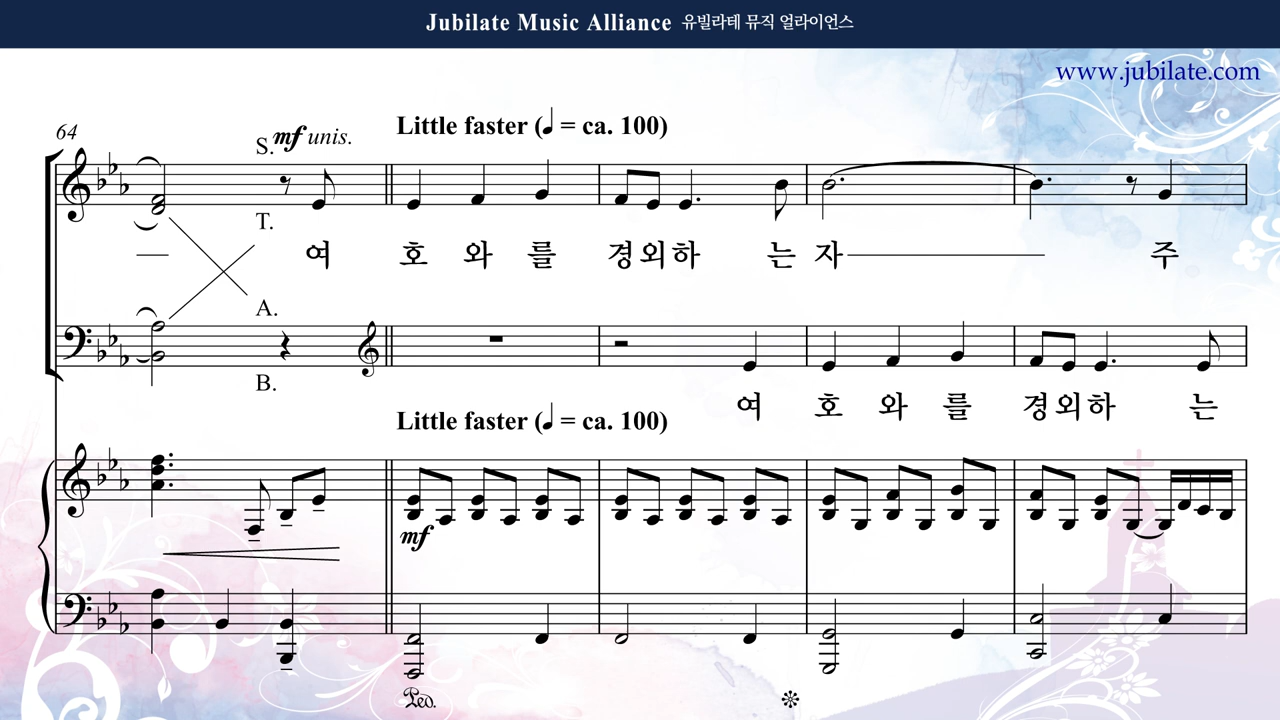 Jubilate Music Alliance 유빌라테 뮤직 얼라이언스
www.jubilate.com
64
Little faster (♩ = ca. 100)
S. mf unis.
T.
여 호 와 를 경 외 하 는 자 주
A.
B.
여 호 와 를 경 외 하 는
Little faster (♩ = ca. 100)
mf
Ped.